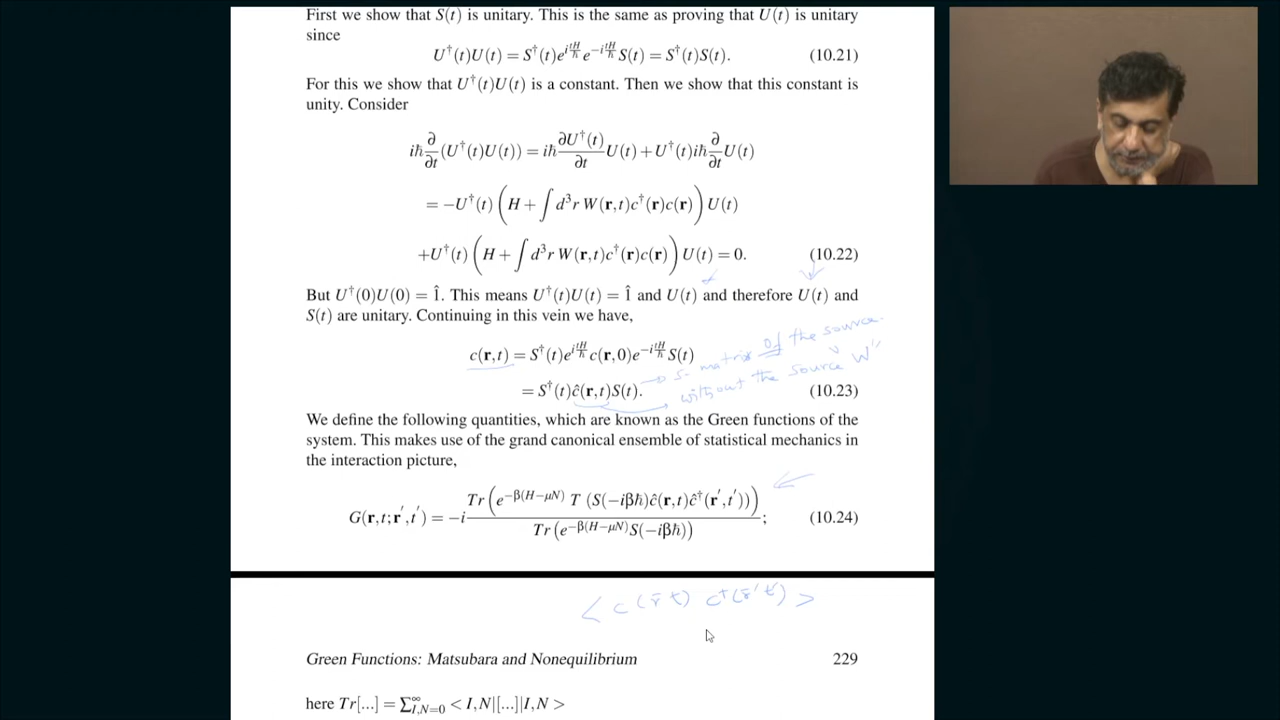 First we show that S(t) is unitary. This is the same as proving that U(t) is unitary
since
U†(t)U(t) = S†(t)e^{i tH/ħ} e^{-i tH/ħ} S(t) = S†(t)S(t). (10.21)
For this we show that U†(t)U(t) is a constant. Then we show that this constant is
unity. Consider
iħ ∂/∂t (U†(t)U(t)) = iħ ∂U†(t)/∂t U(t) + U†(t)iħ ∂/∂t U(t)
= −U†(t) ( H + ∫ d³r W(r,t)c†(r)c(r) ) U(t)
+U†(t) ( H + ∫ d³r W(r,t)c†(r)c(r) ) U(t) = 0. (10.22)
But U†(0)U(0) = 1̂. This means U†(t)U(t) = 1̂ and U(t) and therefore U(t) and
S(t) are unitary. Continuing in this vein we have,
c(r,t) = S†(t)e^{i tH/ħ} c(r,0)e^{-i tH/ħ} S(t)
S-matrix of the source.
= S†(t)ĉ(r,t)S(t). (10.23)
without the source W"
We define the following quantities, which are known as the Green functions of the
system. This makes use of the grand canonical ensemble of statistical mechanics in
the interaction picture,
G(r,t;r′,t′) = −i Tr(e^{−β(H−μN)} T (S(−iβħ)ĉ(r,t)ĉ†(r′,t′))) / Tr(e^{−β(H−μN)}S(−iβħ)) ; (10.24)
< c(r̄ t) c†(r̄′ t′) >
Green Functions: Matsubara and Nonequilibrium 229
here Tr[...] = Σ^∞_{I,N=0} < I,N|[...]|I,N >